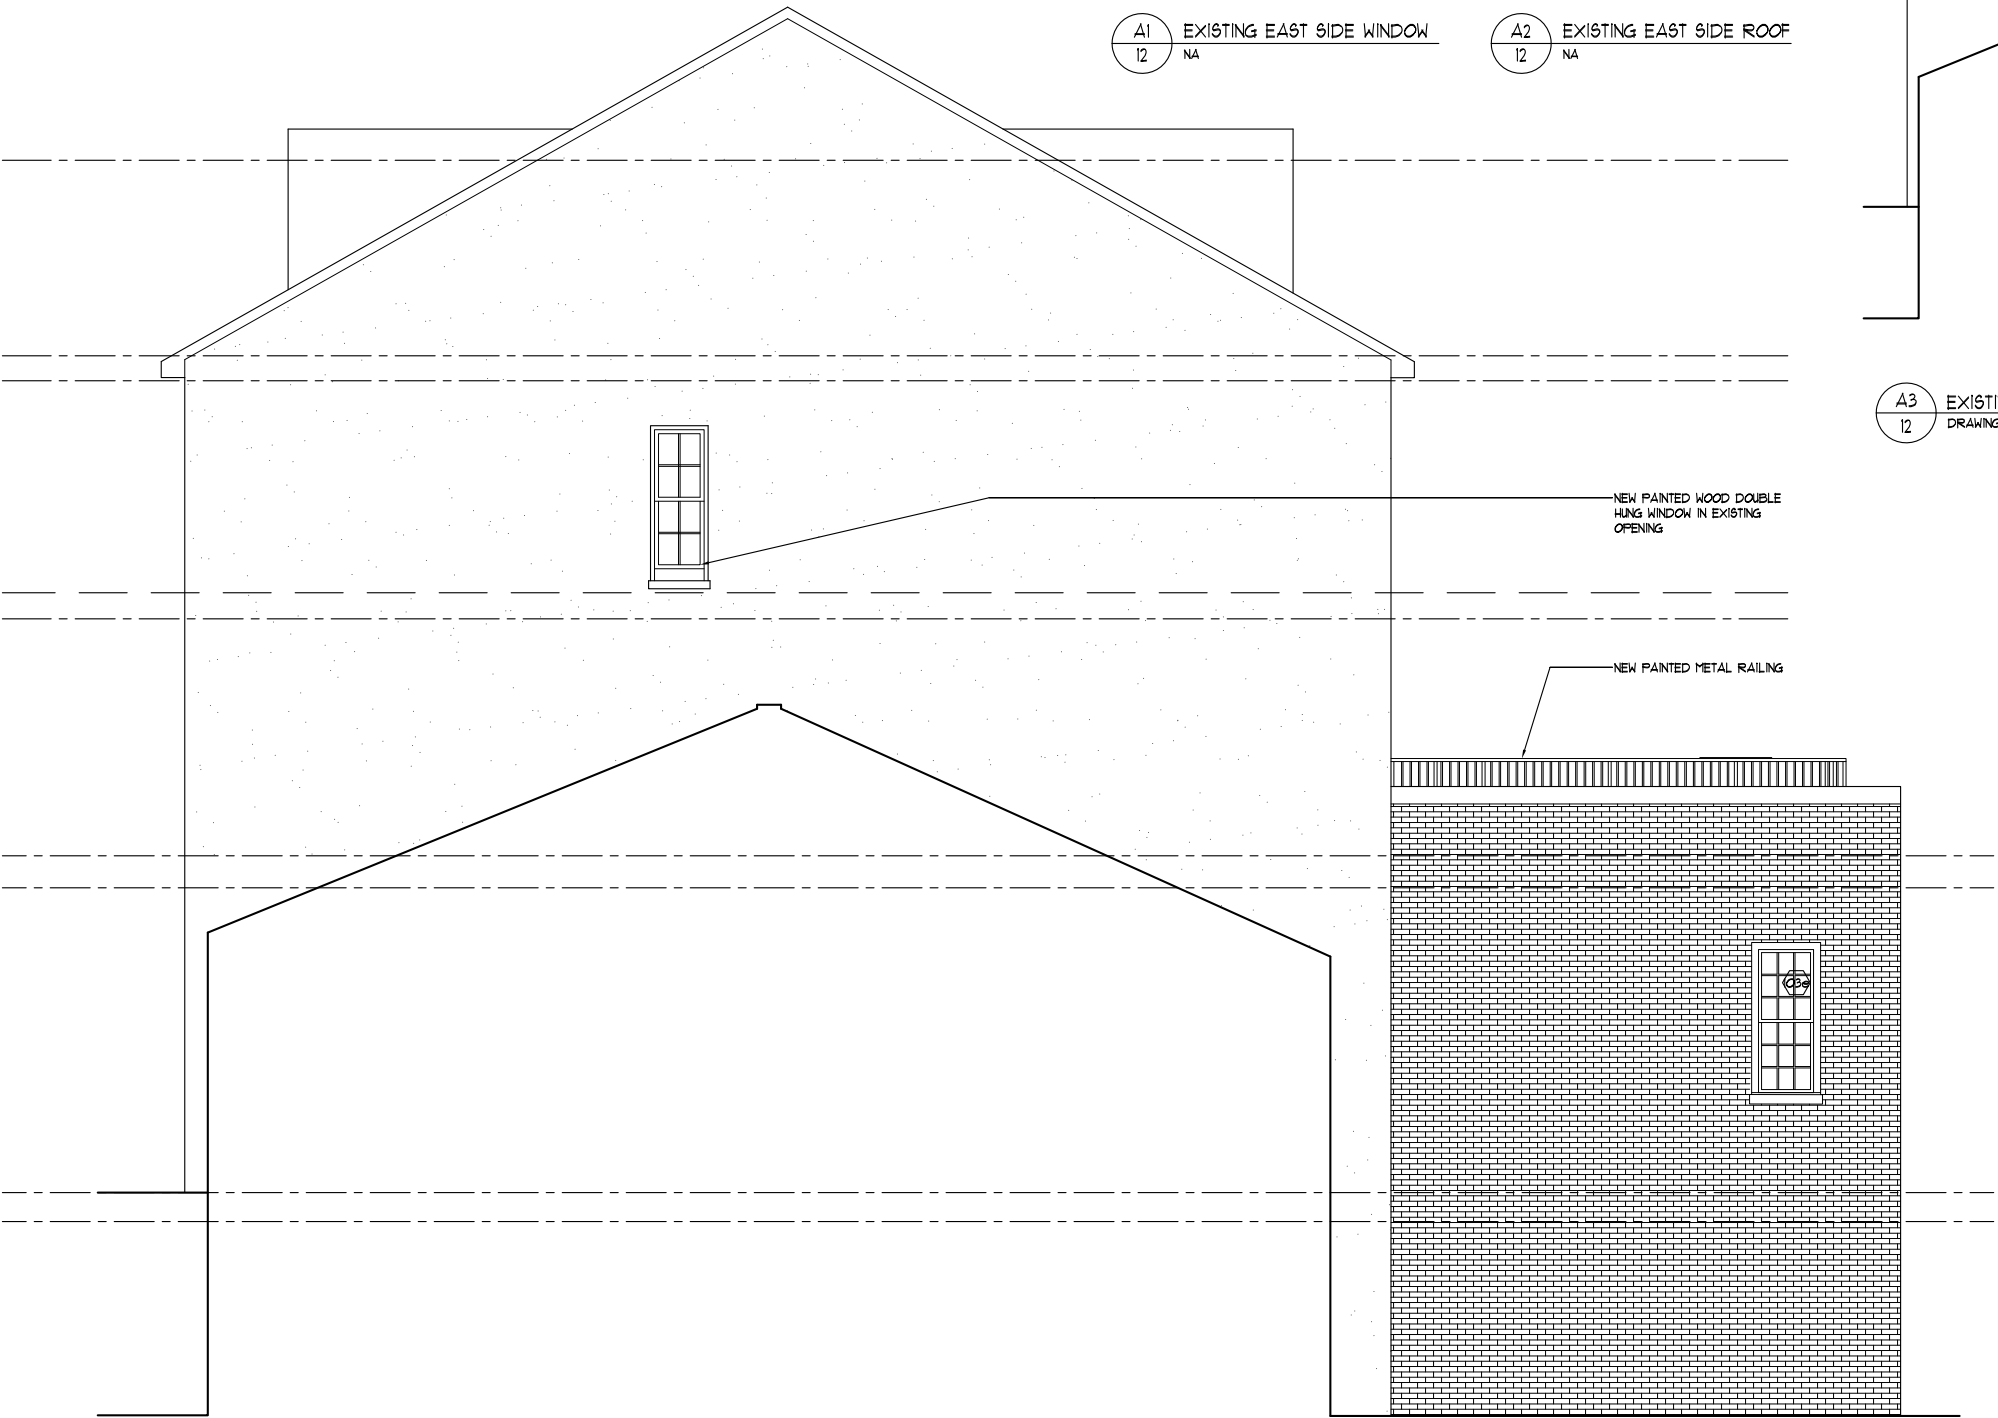 A1
12
EXISTING EAST SIDE WINDOW
NA
A2
12
EXISTING EAST SIDE ROOF
NA
A3
12
EXISTI
DRAWING
NEW PAINTED WOOD DOUBLE
HUNG WINDOW IN EXISTING
OPENING
NEW PAINTED METAL RAILING